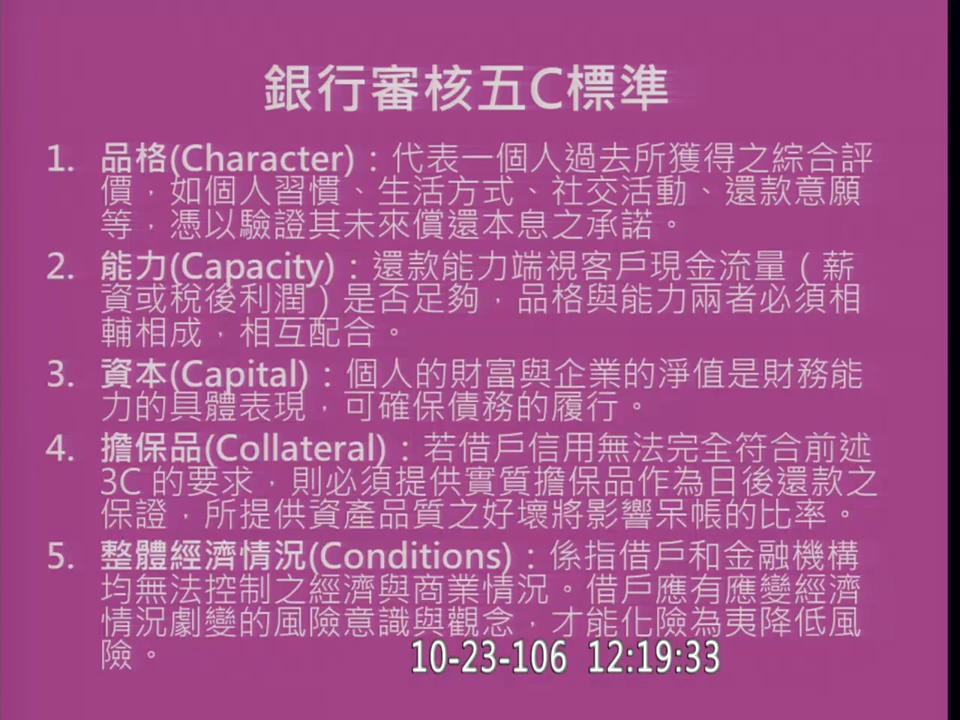 銀行審核五C標準
1. 品格(Character)：代表一個人過去所獲得之綜合評
價，如個人習慣、生活方式、社交活動、還款意願
等，憑以驗證其未來償還本息之承諾。
2. 能力(Capacity)：還款能力端視客戶現金流量（薪
資或稅後利潤）是否足夠，品格與能力兩者必須相
輔相成，相互配合。
3. 資本(Capital)：個人的財富與企業的淨值是財務能
力的具體表現，可確保債務的履行。
4. 擔保品(Collateral)：若借戶信用無法完全符合前述
3C 的要求，則必須提供實質擔保品作為日後還款之
保證，所提供資產品質之好壞將影響呆帳的比率。
5. 整體經濟情況(Conditions)：係指借戶和金融機構
均無法控制之經濟與商業情況。借戶應有應變經濟
情況劇變的風險意識與觀念，才能化險為夷降低風
險。
10-23-106 12:19:33